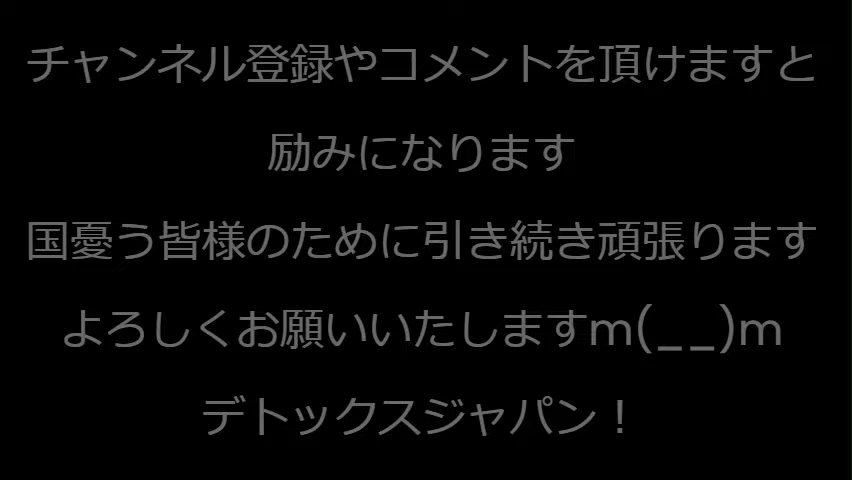 チャンネル登録やコメントを頂けますと
励みになります
国憂う皆様のために引き続き頑張ります
よろしくお願いいたしますm(__)m
デトックスジャパン！